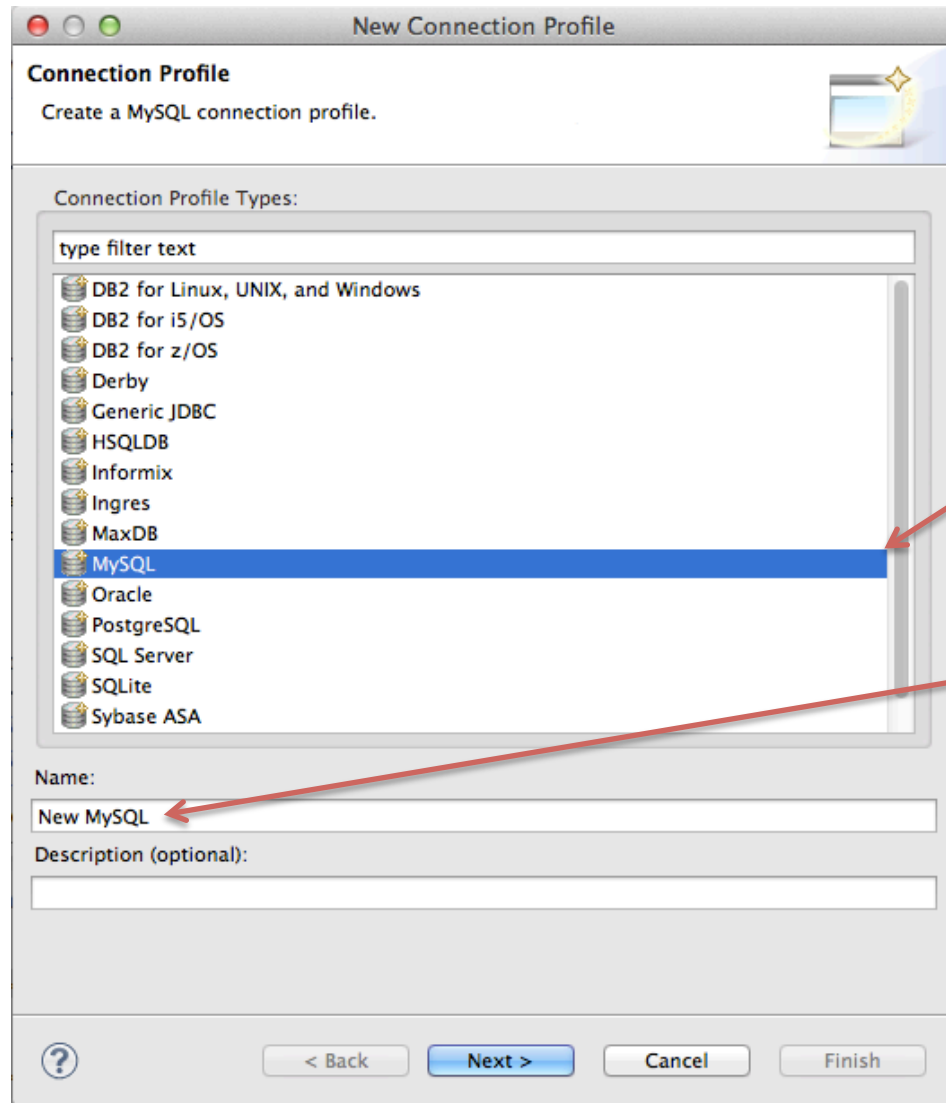 New Connection Profile
Connection Profile
Create a MySQL connection profile.
Connection Profile Types:
type filter text
DB2 for Linux, UNIX, and Windows
DB2 for i5/OS
DB2 for z/OS
Derby
Generic JDBC
HSQLDB
Informix
Ingres
MaxDB
MySQL
Oracle
PostgreSQL
SQL Server
SQLite
Sybase ASA
Name:
New MySQL
Description (optional):
? < Back Next > Cancel Finish